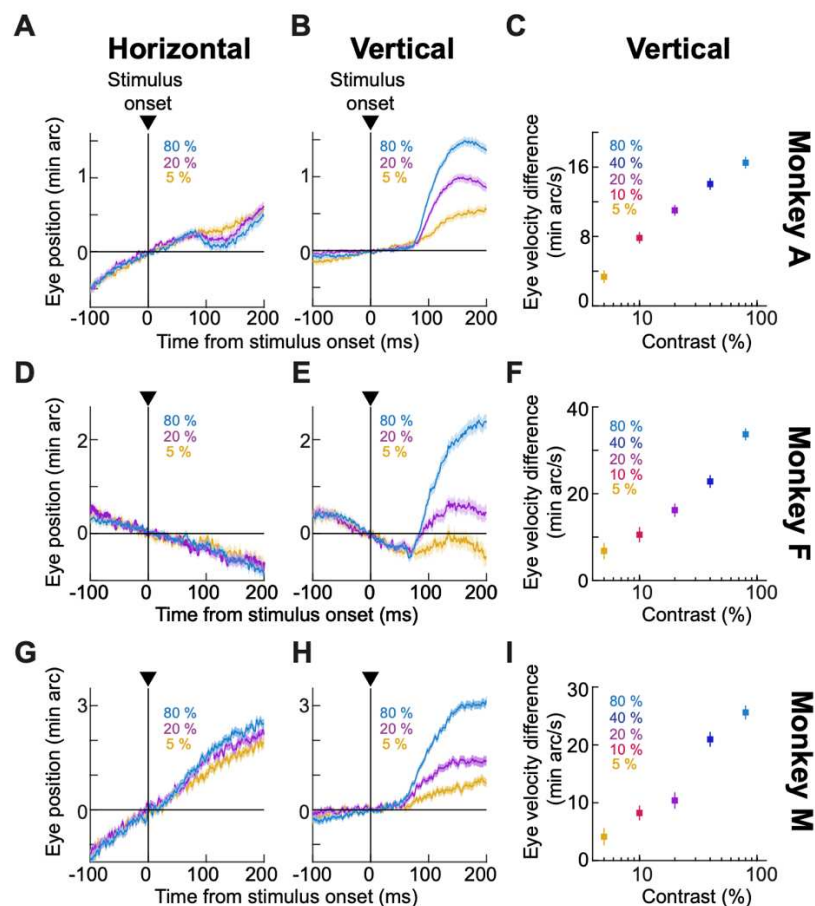 A
B
C
Horizontal
Vertical
Vertical
Stimulus
onset
Stimulus
onset
Eye position (min arc)
1
0
80 %
20 %
5 %
-100 0 100 200
1
0
80 %
20 %
5 %
-100 0 100 200
Time from stimulus onset (ms)
Eye velocity difference
(min arc/s)
16
8
0
80 %
40 %
20 %
10 %
5 %
10 100
Contrast (%)
Monkey A
D
E
F
Eye position (min arc)
2
0
80 %
20 %
5 %
-100 0 100 200
2
0
80 %
20 %
5 %
-100 0 100 200
Time from stimulus onset (ms)
Eye velocity difference
(min arc/s)
40
20
0
80 %
40 %
20 %
10 %
5 %
10 100
Contrast (%)
Monkey F
G
H
I
Eye position (min arc)
3
0
80 %
20 %
5 %
-100 0 100 200
3
0
80 %
20 %
5 %
-100 0 100 200
Time from stimulus onset (ms)
Eye velocity difference
(min arc/s)
30
20
10
0
80 %
40 %
20 %
10 %
5 %
10 100
Contrast (%)
Monkey M